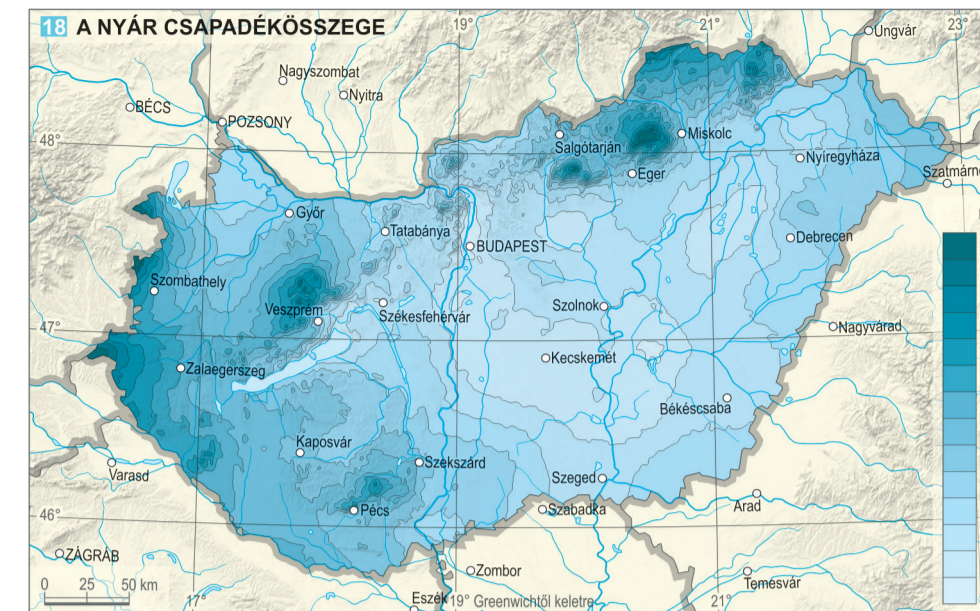 18 A NYÁR CSAPADÉKÖSSZEGE
19°
21°
23°
Ungvár
Nagyszombat
Nyitra
BÉCS
POZSONY
48°
Salgótarján
Miskolc
Eger
Nyíregyháza
Szatmárné
Győr
Tatabánya
BUDAPEST
Debrecen
Szombathely
Veszprém
Székesfehérvár
Szolnok
47°
Nagyvárad
Zalaegerszeg
Kecskemét
Békéscsaba
Kaposvár
Szekszárd
Varasd
Szeged
Pécs
Szabadka
Arad
46°
ZÁGRÁB
Zombor
Temesvár
0 25 50 km
17°
Eszék
19° Greenwichtől keletre
21°